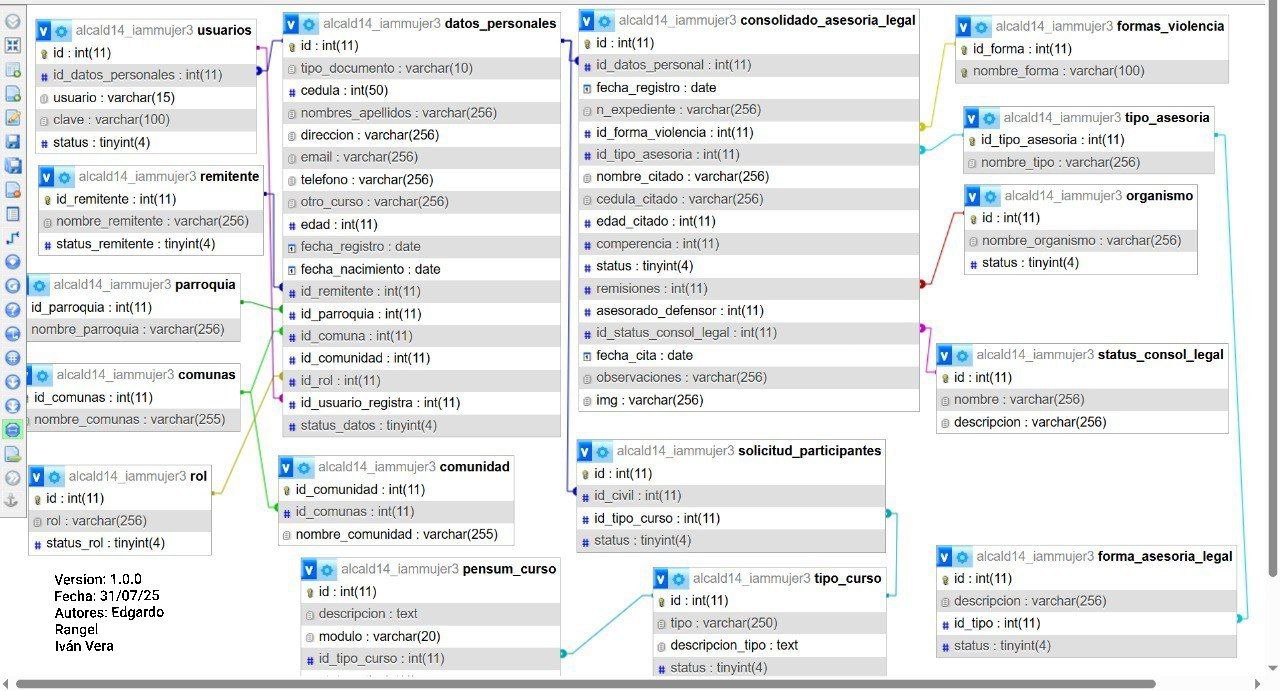 alcald14_iammujer3 usuarios
id : int(11)
id_datos_personales : int(11)
usuario : varchar(15)
clave : varchar(100)
status : tinyint(4)
alcald14_iammujer3 remitente
id_remitente : int(11)
nombre_remitente : varchar(256)
status_remitente : tinyint(4)
alcald14_iammujer3 parroquia
id_parroquia : int(11)
nombre_parroquia : varchar(256)
alcald14_iammujer3 comunas
id_comunas : int(11)
nombre_comunas : varchar(255)
alcald14_iammujer3 rol
id : int(11)
rol : varchar(256)
status_rol : tinyint(4)
Version: 1.0.0
Fecha: 31/07/25
Autores: Edgardo
Rangel
Iván Vera
alcald14_iammujer3 datos_personales
id : int(11)
tipo_documento : varchar(10)
cedula : int(50)
nombres_apellidos : varchar(256)
direccion : varchar(256)
email : varchar(256)
telefono : varchar(256)
otro_curso : varchar(256)
edad : int(11)
fecha_registro : date
fecha_nacimiento : date
id_remitente : int(11)
id_parroquia : int(11)
id_comuna : int(11)
id_comunidad : int(11)
id_rol : int(11)
id_usuario_registra : int(11)
status_datos : tinyint(4)
alcald14_iammujer3 comunidad
id_comunidad : int(11)
id_comunas : int(11)
nombre_comunidad : varchar(255)
alcald14_iammujer3 pensum_curso
id : int(11)
descripcion : text
modulo : varchar(20)
id_tipo_curso : int(11)
alcald14_iammujer3 consolidado_asesoria_legal
id : int(11)
id_datos_personal : int(11)
fecha_registro : date
n_expediente : varchar(256)
id_forma_violencia : int(11)
id_tipo_asesoria : int(11)
nombre_citado : varchar(256)
cedula_citado : varchar(256)
edad_citado : int(11)
comperencia : int(11)
status : tinyint(4)
remisiones : int(11)
asesorado_defensor : int(11)
id_status_consol_legal : int(11)
fecha_cita : date
observaciones : varchar(256)
img : varchar(256)
alcald14_iammujer3 solicitud_participantes
id : int(11)
id_civil : int(11)
id_tipo_curso : int(11)
status : tinyint(4)
alcald14_iammujer3 tipo_curso
id : int(11)
tipo : varchar(250)
descripcion_tipo : text
status : tinyint(4)
alcald14_iammujer3 formas_violencia
id_forma : int(11)
nombre_forma : varchar(100)
alcald14_iammujer3 tipo_asesoria
id_tipo_asesoria : int(11)
nombre_tipo : varchar(256)
alcald14_iammujer3 organismo
id : int(11)
nombre_organismo : varchar(256)
status : tinyint(4)
alcald14_iammujer3 status_consol_legal
id : int(11)
nombre : varchar(256)
descripcion : varchar(256)
alcald14_iammujer3 forma_asesoria_legal
id : int(11)
descripcion : varchar(256)
id_tipo : int(11)
status : tinyint(4)